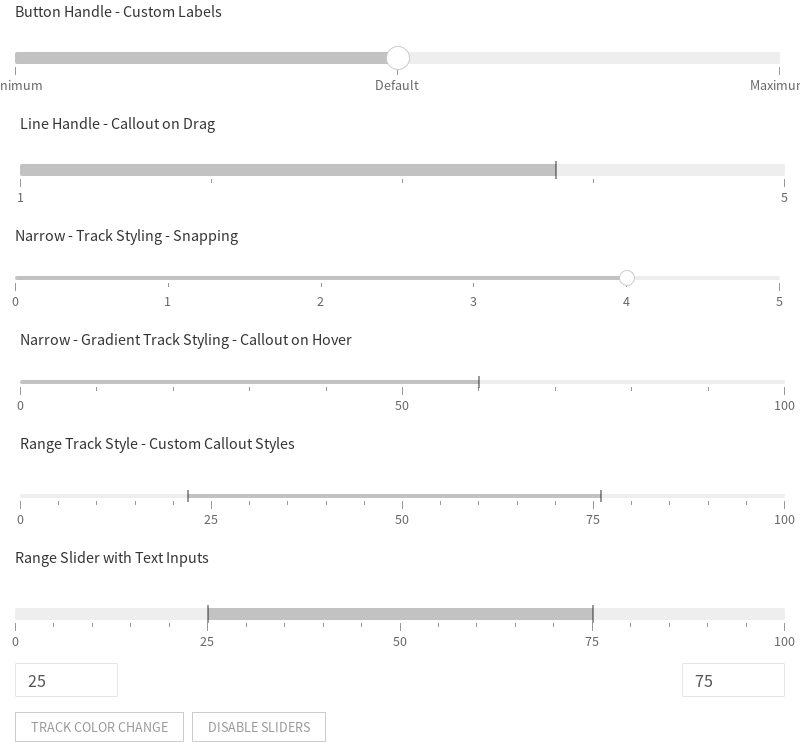 Button Handle - Custom Labels
nimum Default Maximur
Line Handle - Callout on Drag
1 5
Narrow - Track Styling - Snapping
0 1 2 3 4 5
Narrow - Gradient Track Styling - Callout on Hover
0 50 100
Range Track Style - Custom Callout Styles
0 25 50 75 100
Range Slider with Text Inputs
0 25 50 75 100
25 75
TRACK COLOR CHANGE DISABLE SLIDERS